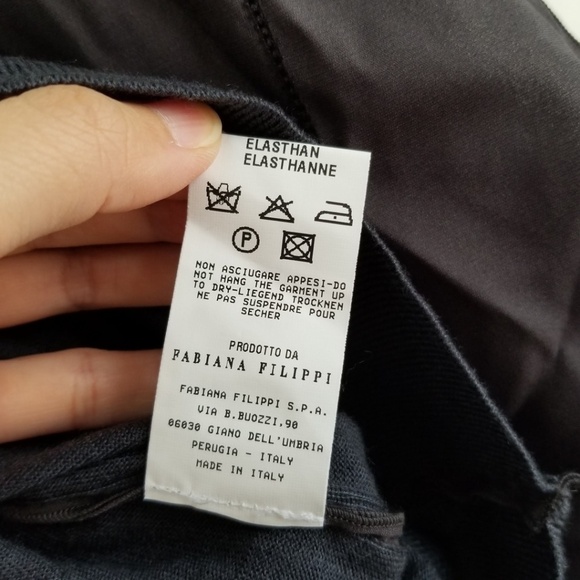 ELASTHAN
ELASTHANNE
P
NON ASCIUGARE APPESI-DO
NOT HANG THE GARMENT UP
TO DRY-LIEGEND TROCKNEN
NE PAS SUSPENDRE POUR
SECHER
PRODOTTO DA
FABIANA FILIPPI
FABIANA FILIPPI S.P.A.
VIA B.BUOZZI,90
06030 GIANO DELL'UMBRIA
PERUGIA - ITALY
MADE IN ITALY